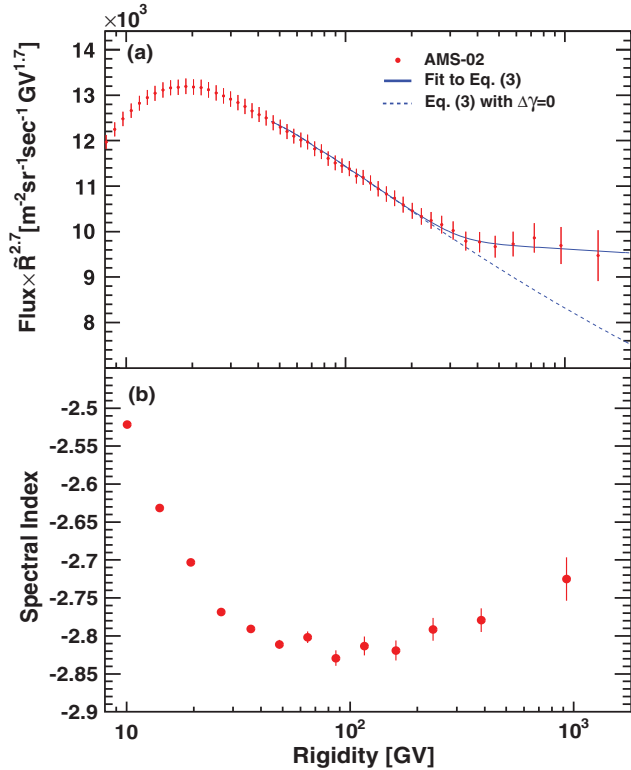 ×10³
14
13
12
11
10
9
8
Flux×R̃^2.7[m⁻²sr⁻¹sec⁻¹ GV^1.7]
(a)
AMS-02
Fit to Eq. (3)
Eq. (3) with Δγ=0
(b)
-2.5
-2.55
-2.6
-2.65
-2.7
-2.75
-2.8
-2.85
-2.9
Spectral Index
10
10²
10³
Rigidity [GV]